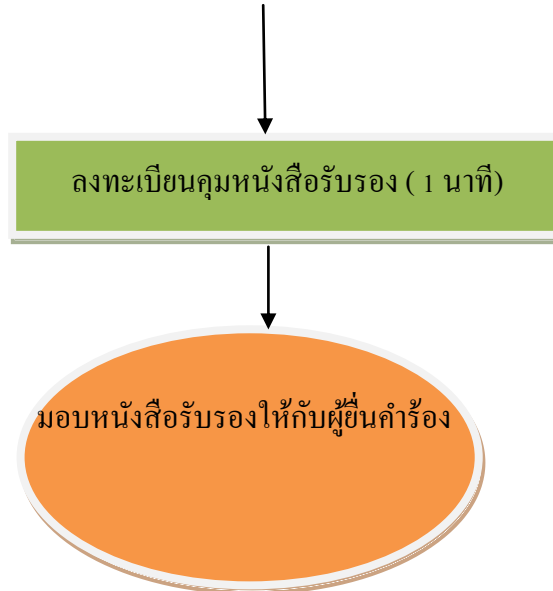 ลงทะเบียนคุมหนังสือรับรอง ( 1 นาที)
มอบหนังสือรับรองให้กับผู้ยื่นคำร้อง